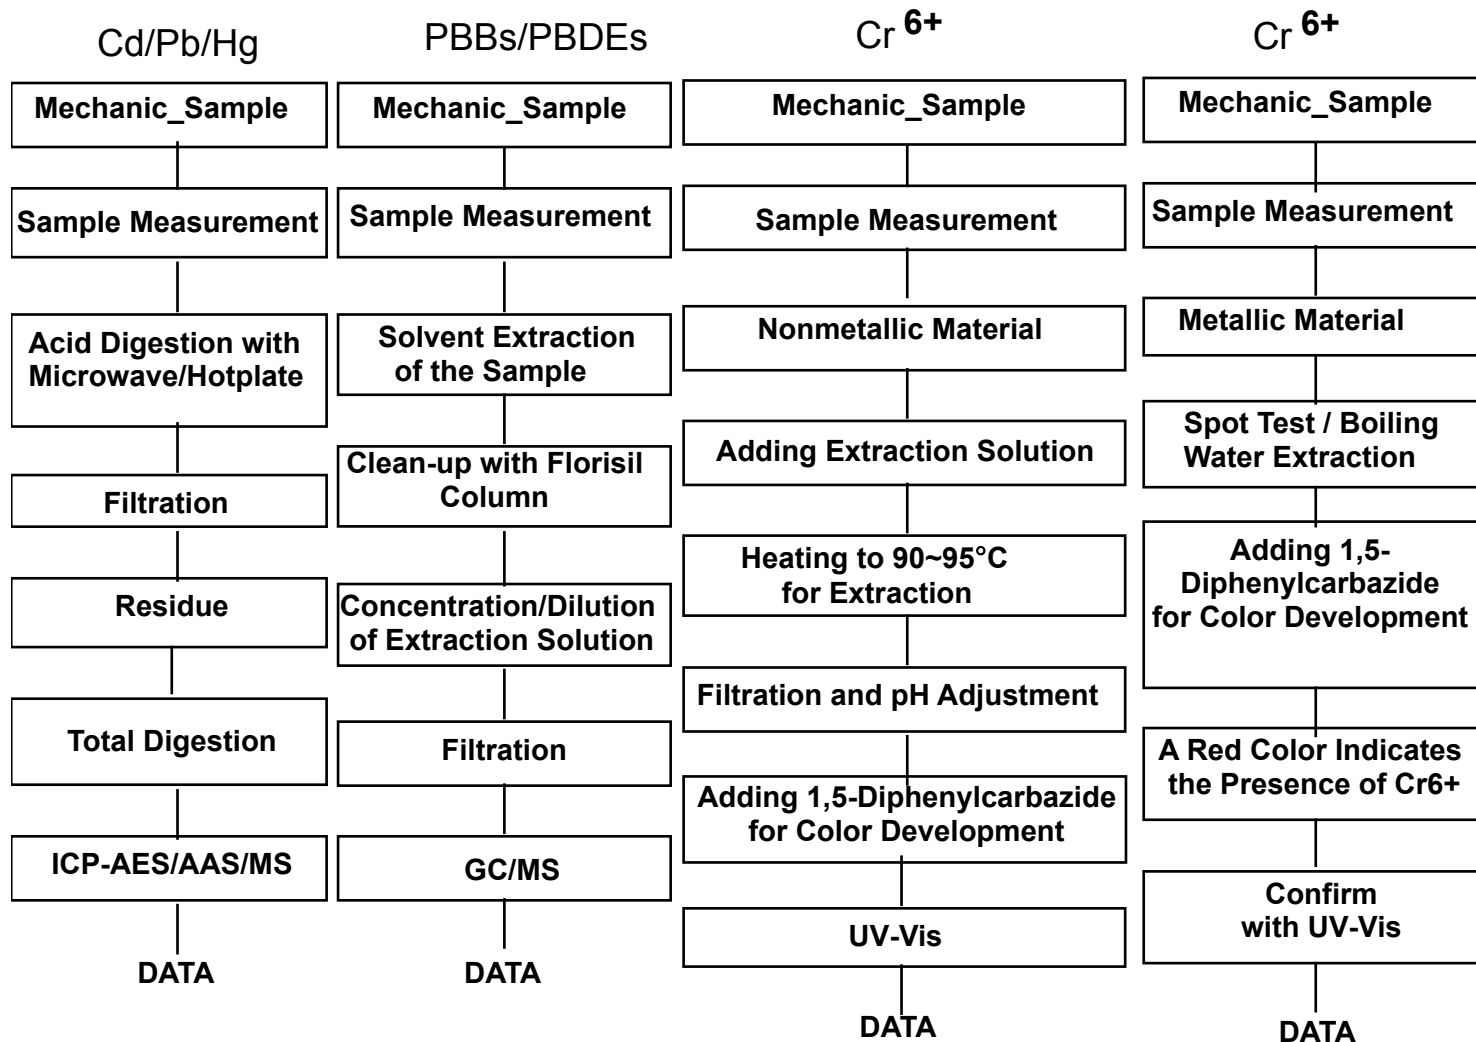 Cd/Pb/Hg
Mechanic_Sample
Sample Measurement
Acid Digestion with
Microwave/Hotplate
Filtration
Residue
Total Digestion
ICP-AES/AAS/MS
DATA
PBBs/PBDEs
Mechanic_Sample
Sample Measurement
Solvent Extraction
of the Sample
Clean-up with Florisil
Column
Concentration/Dilution
of Extraction Solution
Filtration
GC/MS
DATA
Cr 6+
Mechanic_Sample
Sample Measurement
Nonmetallic Material
Adding Extraction Solution
Heating to 90~95°C
for Extraction
Filtration and pH Adjustment
Adding 1,5-Diphenylcarbazide
for Color Development
UV-Vis
DATA
Cr 6+
Mechanic_Sample
Sample Measurement
Metallic Material
Spot Test / Boiling
Water Extraction
Adding 1,5-
Diphenylcarbazide
for Color Development
A Red Color Indicates
the Presence of Cr6+
Confirm
with UV-Vis
DATA